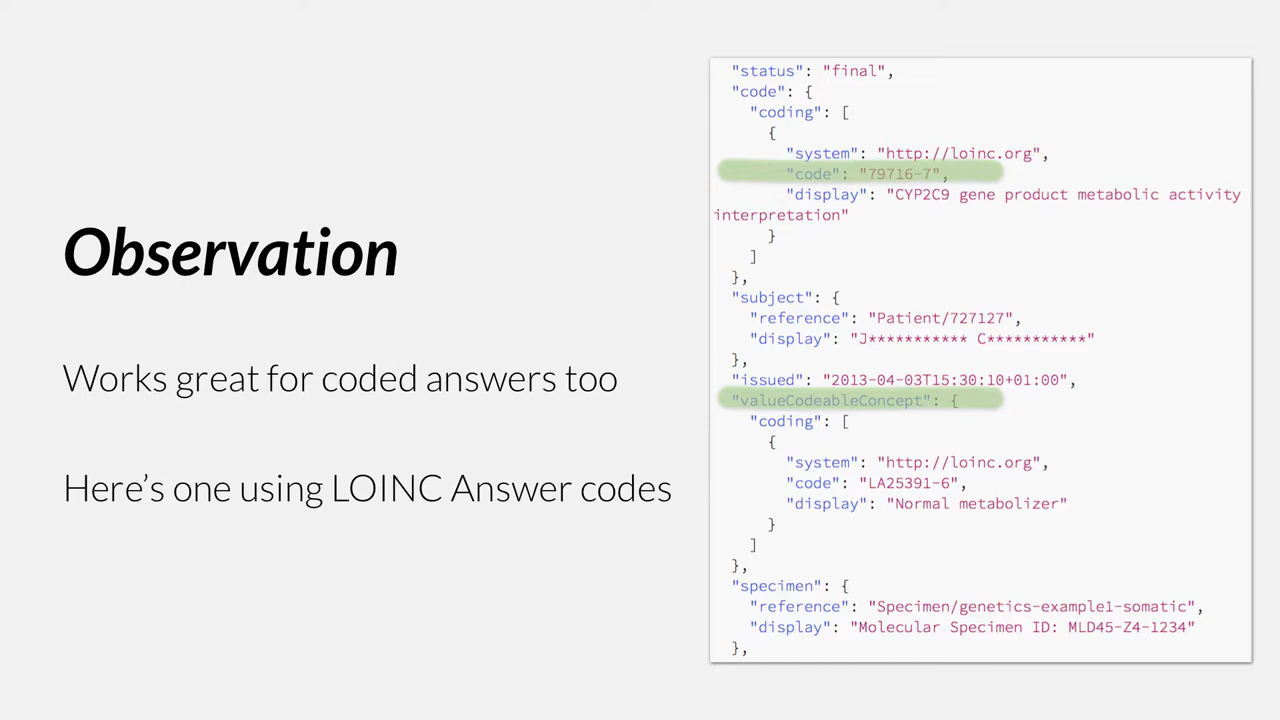 Observation
Works great for coded answers too
Here’s one using LOINC Answer codes
"status": "final",
"code": {
"coding": [
{
"system": "http://loinc.org",
"code": "79716-7",
"display": "CYP2C9 gene product metabolic activity
interpretation"
}
]
},
"subject": {
"reference": "Patient/727127",
"display": "J*********** C***********"
},
"issued": "2013-04-03T15:30:10+01:00",
"valueCodeableConcept": {
"coding": [
{
"system": "http://loinc.org",
"code": "LA25391-6",
"display": "Normal metabolizer"
}
]
},
"specimen": {
"reference": "Specimen/genetics-example1-somatic",
"display": "Molecular Specimen ID: MLD45-Z4-1234"
},